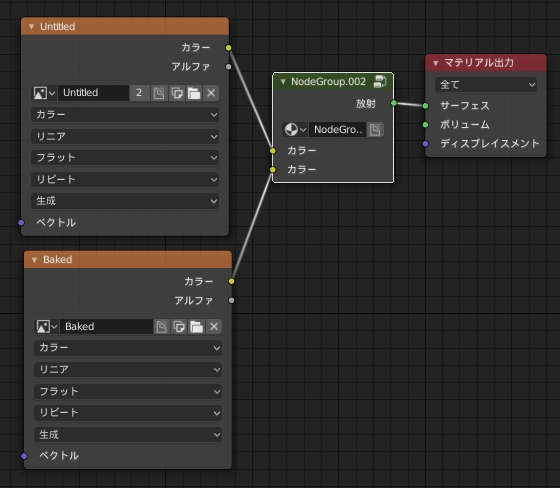 Untitled
カラー
アルファ
Untitled 2
カラー
リニア
フラット
リピート
生成
ベクトル
Baked
カラー
アルファ
Baked
カラー
リニア
フラット
リピート
生成
ベクトル
NodeGroup.002
放射
NodeGro..
カラー
カラー
マテリアル出力
全て
サーフェス
ボリューム
ディスプレイスメント